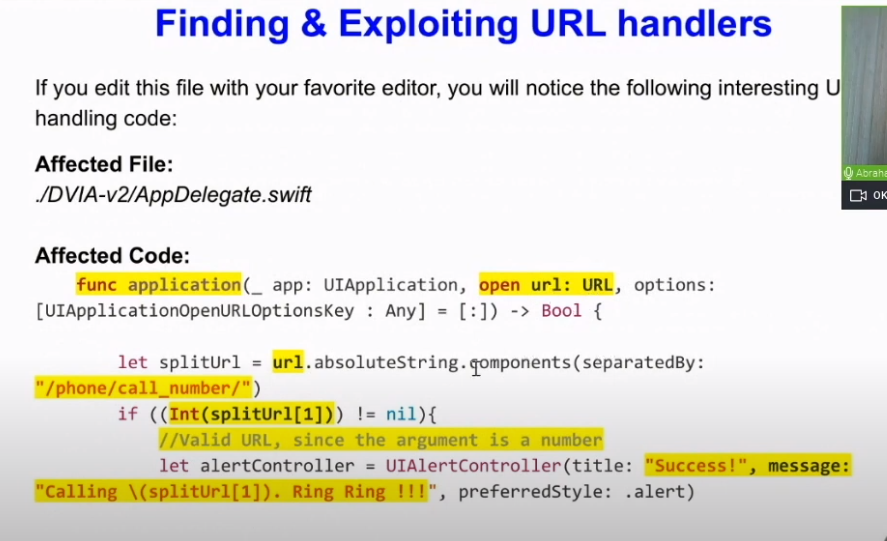 Finding & Exploiting URL handlers
If you edit this file with your favorite editor, you will notice the following interesting U
handling code:
Affected File:
./DVIA-v2/AppDelegate.swift
Affected Code:
func application(_ app: UIApplication, open url: URL, options:
[UIApplicationOpenURLOptionsKey : Any] = [:]) -> Bool {
let splitUrl = url.absoluteString.components(separatedBy:
"/phone/call_number/")
if ((Int(splitUrl[1])) != nil){
//Valid URL, since the argument is a number
let alertController = UIAlertController(title: "Success!", message:
"Calling \(splitUrl[1]). Ring Ring !!!", preferredStyle: .alert)
Abraha
OK